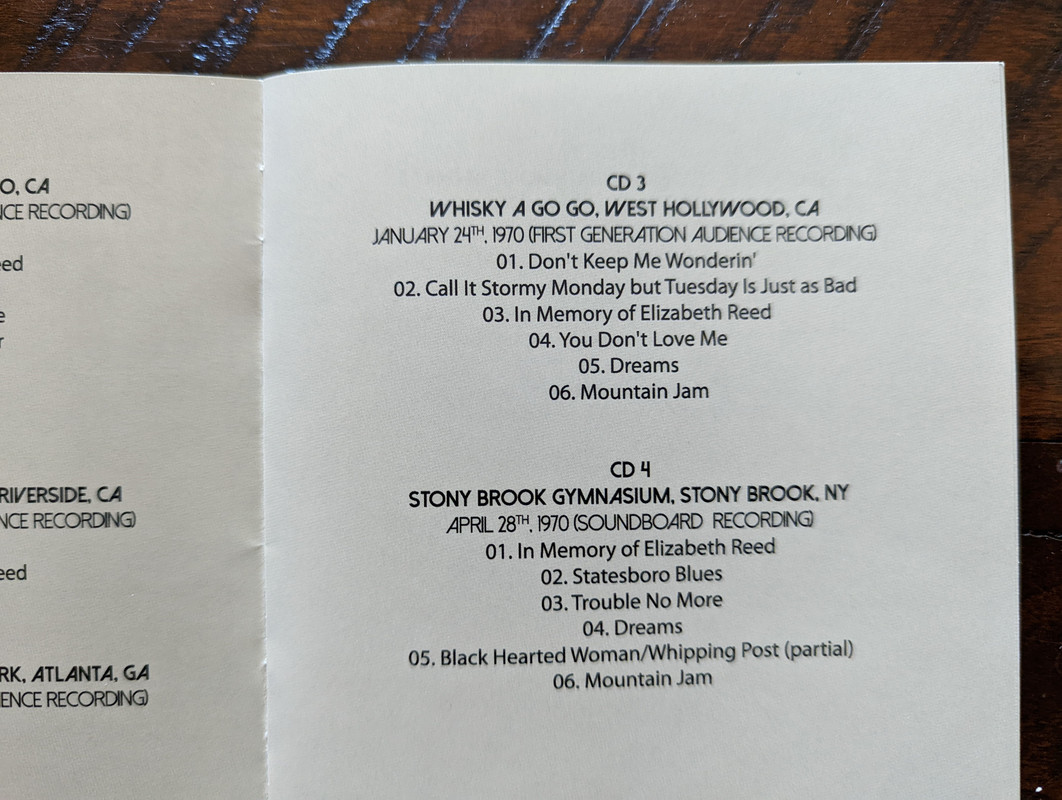 O, CA
NCE RECORDING)
eed
e
r
RIVERSIDE, CA
NCE RECORDING)
eed
RK, ATLANTA, GA
ENCE RECORDING)
CD 3
WHISKY A GO GO, WEST HOLLYWOOD, CA
JANUARY 24TH, 1970 (FIRST GENERATION AUDIENCE RECORDING)
01. Don't Keep Me Wonderin'
02. Call It Stormy Monday but Tuesday Is Just as Bad
03. In Memory of Elizabeth Reed
04. You Don't Love Me
05. Dreams
06. Mountain Jam
CD 4
STONY BROOK GYMNASIUM, STONY BROOK, NY
APRIL 28TH, 1970 (SOUNDBOARD RECORDING)
01. In Memory of Elizabeth Reed
02. Statesboro Blues
03. Trouble No More
04. Dreams
05. Black Hearted Woman/Whipping Post (partial)
06. Mountain Jam